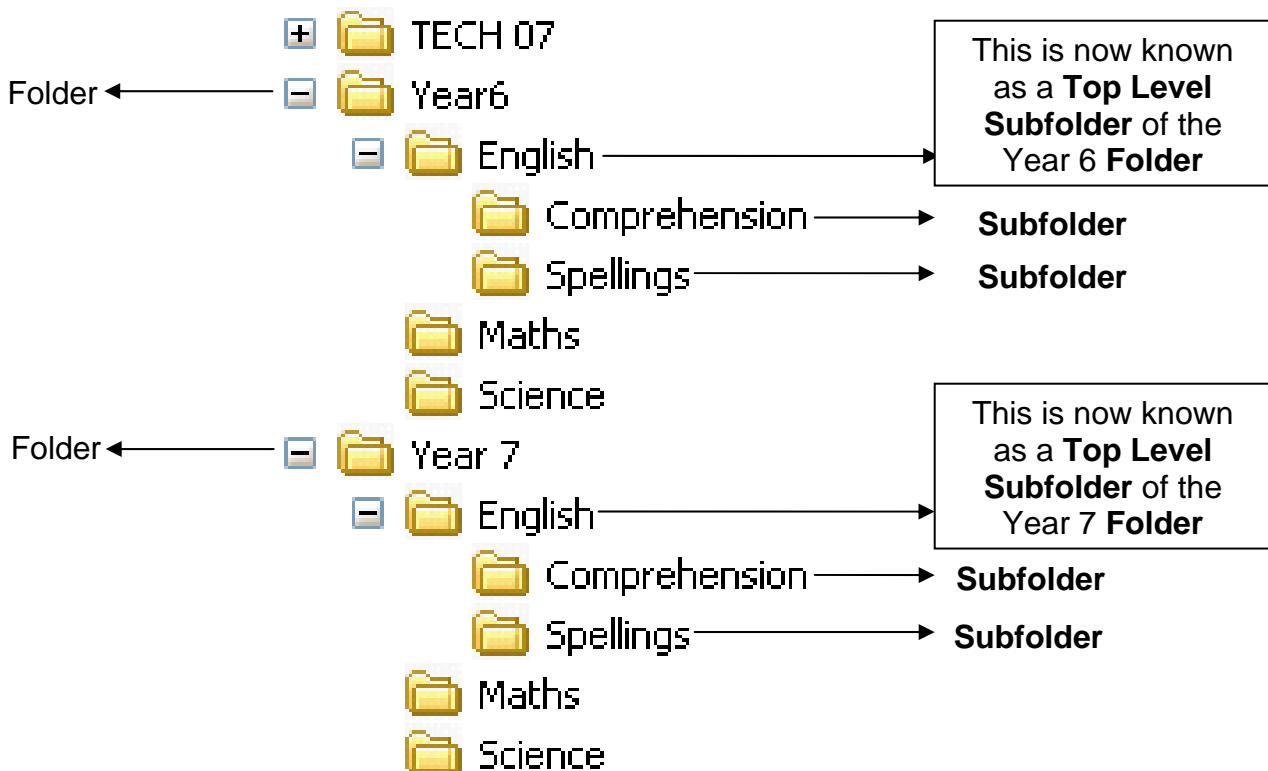 TECH 07
This is now known
as a Top Level
Subfolder of the
Year 6 Folder
Folder
Year6
English
Comprehension
Subfolder
Spellings
Subfolder
Maths
Science
This is now known
as a Top Level
Subfolder of the
Year 7 Folder
Folder
Year 7
English
Comprehension
Subfolder
Spellings
Subfolder
Maths
Science